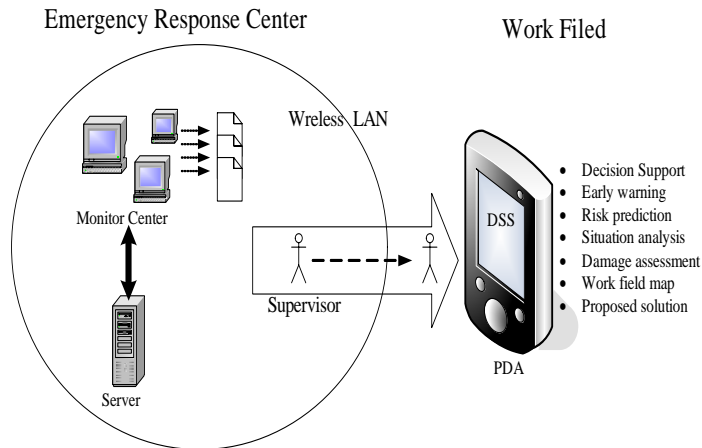 Emergency Response Center
Work Filed
Wreless LAN
Monitor Center
Supervisor
Server
DSS
PDA
• Decision Support
• Early warning
• Risk prediction
• Situation analysis
• Damage assessment
• Work field map
• Proposed solution